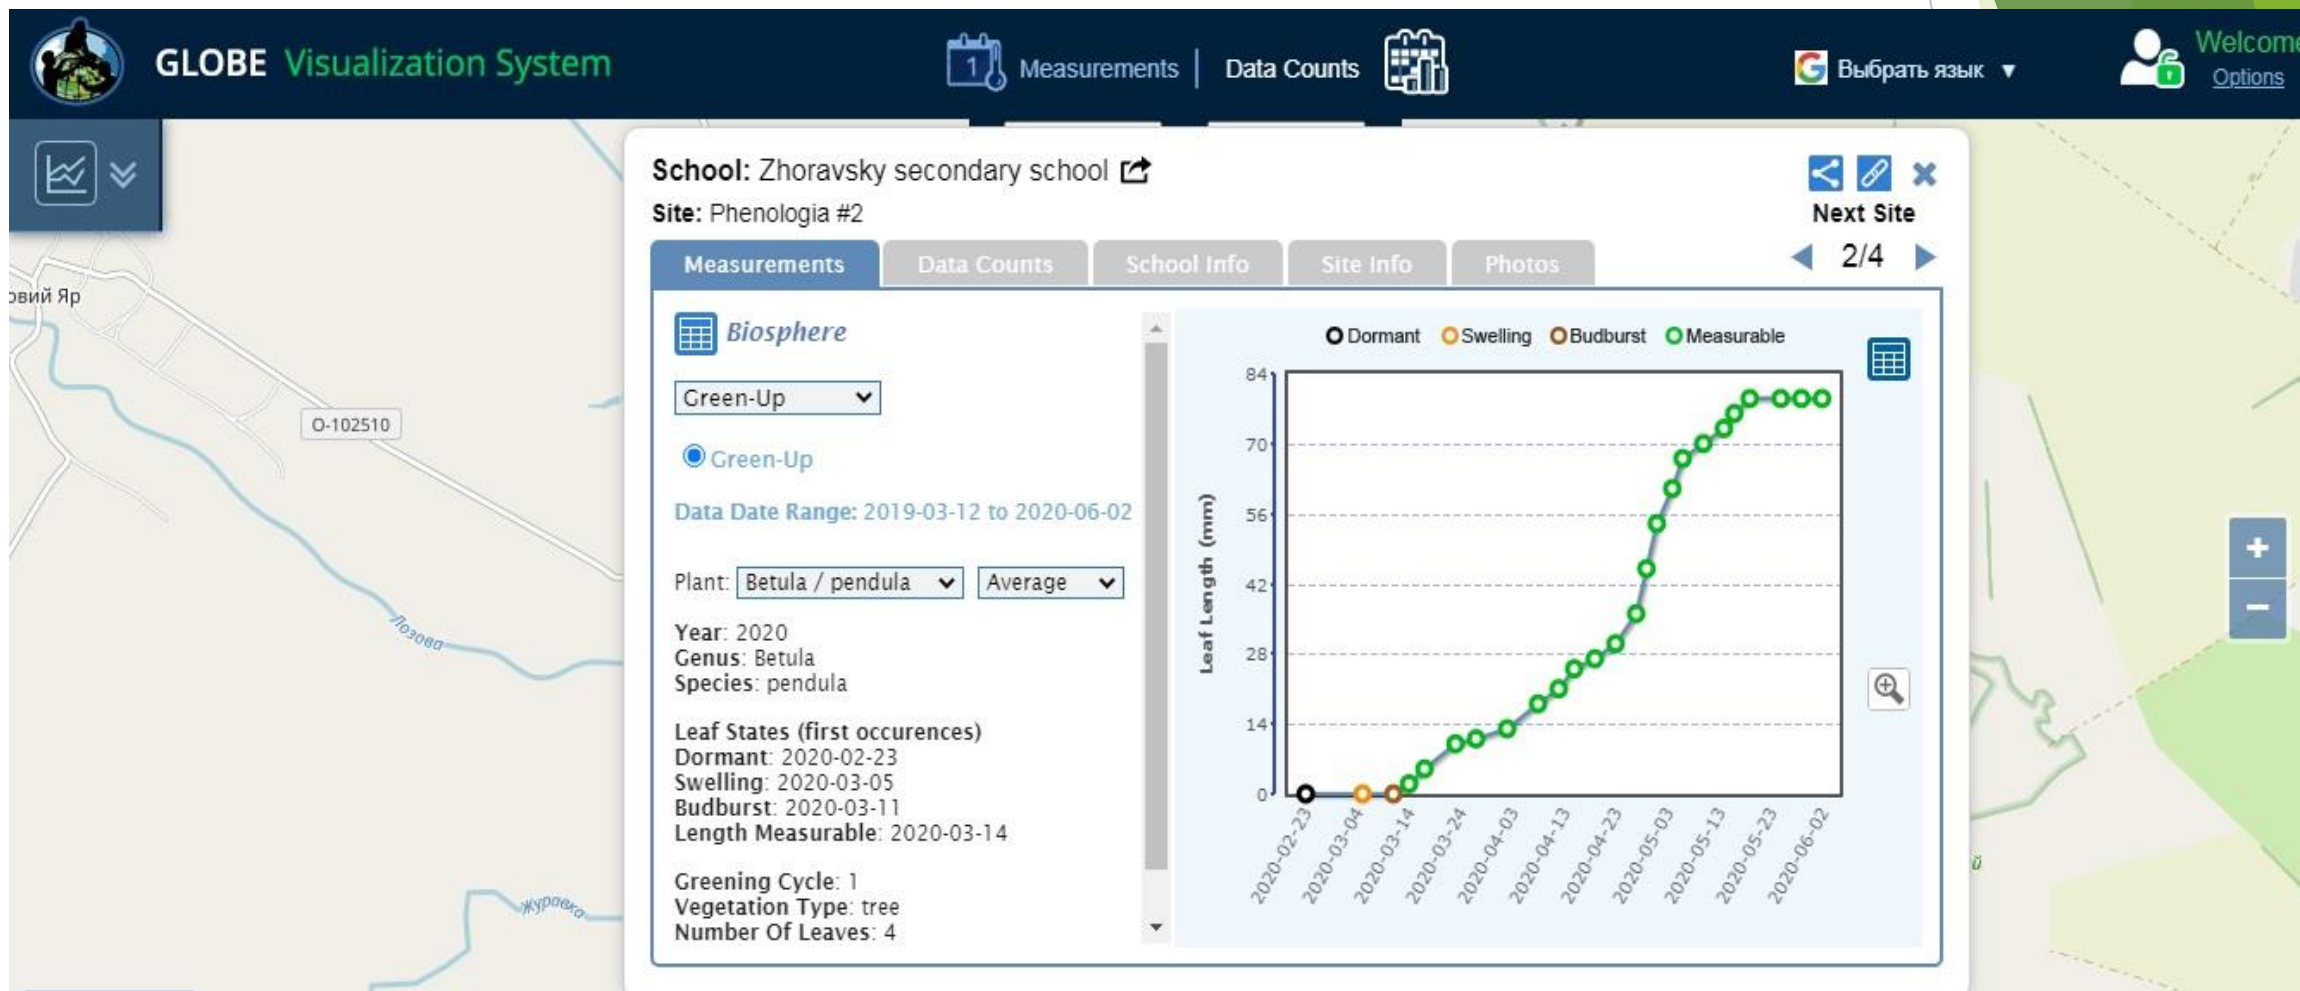 GLOBE Visualization System
1 Measurements | Data Counts
Выбрать язык ▼
Welcome
Options
School: Zhoravsky secondary school
Site: Phenologia #2
Next Site
2/4
Measurements
Data Counts
School Info
Site Info
Photos
Biosphere
Green-Up
Green-Up
Data Date Range: 2019-03-12 to 2020-06-02
Plant: Betula / pendula Average
Year: 2020
Genus: Betula
Species: pendula
Leaf States (first occurences)
Dormant: 2020-02-23
Swelling: 2020-03-05
Budburst: 2020-03-11
Length Measurable: 2020-03-14
Greening Cycle: 1
Vegetation Type: tree
Number Of Leaves: 4
Dormant Swelling Budburst Measurable
Leaf Length (mm)
84
70
56
42
28
14
0
2020-02-23
2020-03-04
2020-03-14
2020-03-24
2020-04-03
2020-04-13
2020-04-23
2020-05-03
2020-05-13
2020-05-23
2020-06-02
овий Яр
О-102510
Лозова
Журавка
+
−